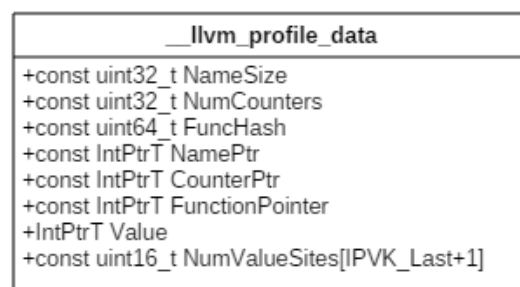 __llvm_profile_data
+const uint32_t NameSize
+const uint32_t NumCounters
+const uint64_t FuncHash
+const IntPtrT NamePtr
+const IntPtrT CounterPtr
+const IntPtrT FunctionPointer
+IntPtrT Value
+const uint16_t NumValueSites[IPVK_Last+1]